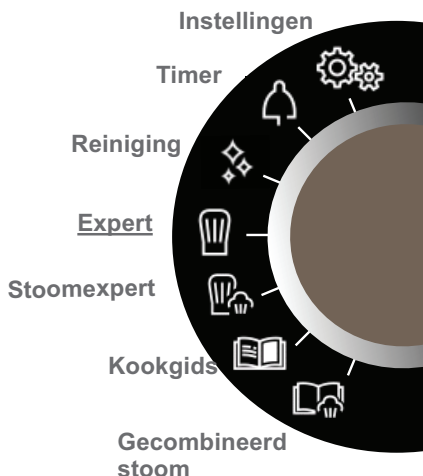 Instellingen
Timer
Reiniging
Expert
Stoomexpert
Kookgids
Gecombineerd
stoom